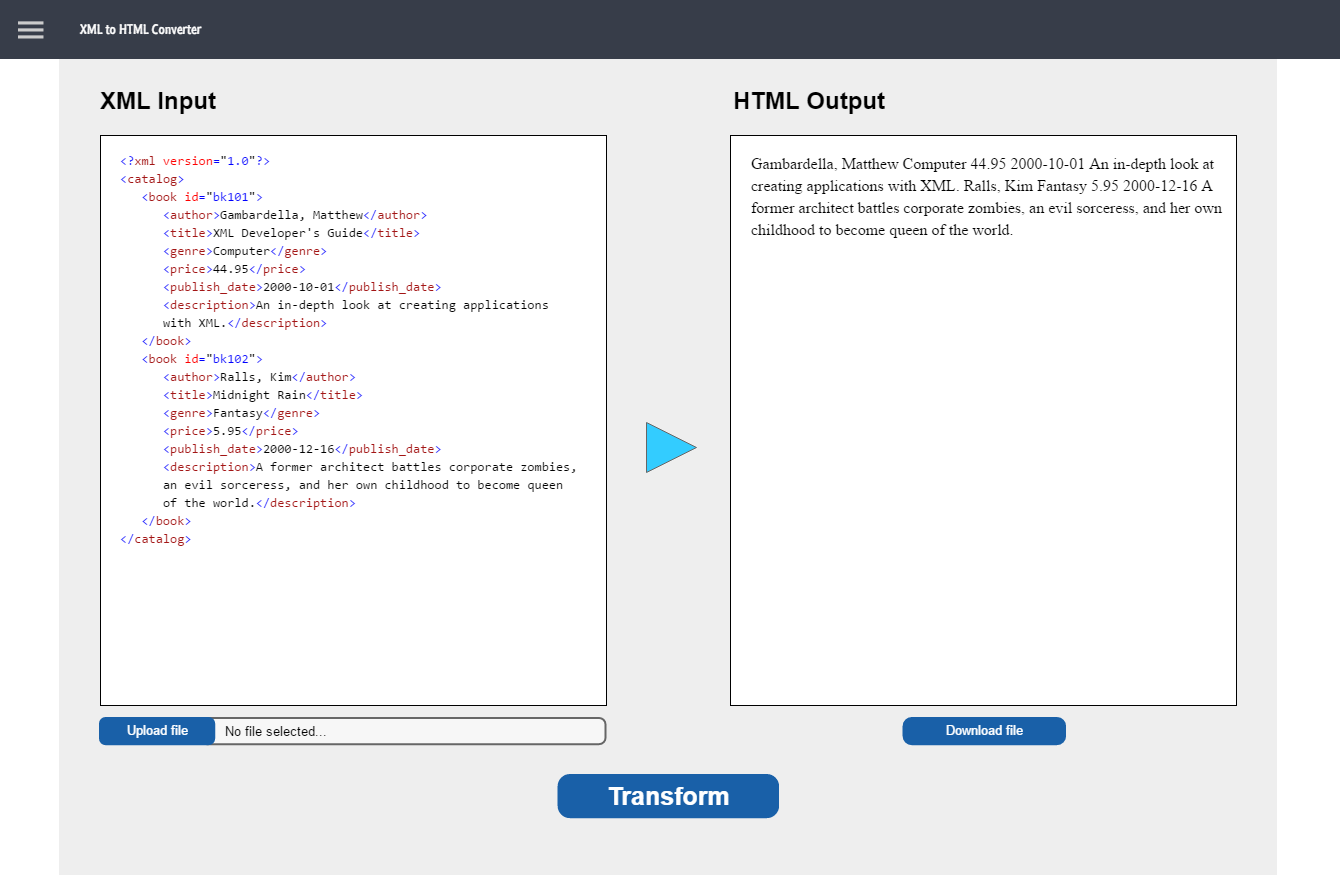 XML to HTML Converter
XML Input
<?xml version="1.0"?>
<catalog>
<book id="bk101">
<author>Gambardella, Matthew</author>
<title>XML Developer's Guide</title>
<genre>Computer</genre>
<price>44.95</price>
<publish_date>2000-10-01</publish_date>
<description>An in-depth look at creating applications
with XML.</description>
</book>
<book id="bk102">
<author>Ralls, Kim</author>
<title>Midnight Rain</title>
<genre>Fantasy</genre>
<price>5.95</price>
<publish_date>2000-12-16</publish_date>
<description>A former architect battles corporate zombies,
an evil sorceress, and her own childhood to become queen
of the world.</description>
</book>
</catalog>
Upload file
No file selected...
HTML Output
Gambardella, Matthew Computer 44.95 2000-10-01 An in-depth look at
creating applications with XML. Ralls, Kim Fantasy 5.95 2000-12-16 A
former architect battles corporate zombies, an evil sorceress, and her own
childhood to become queen of the world.
Download file
Transform